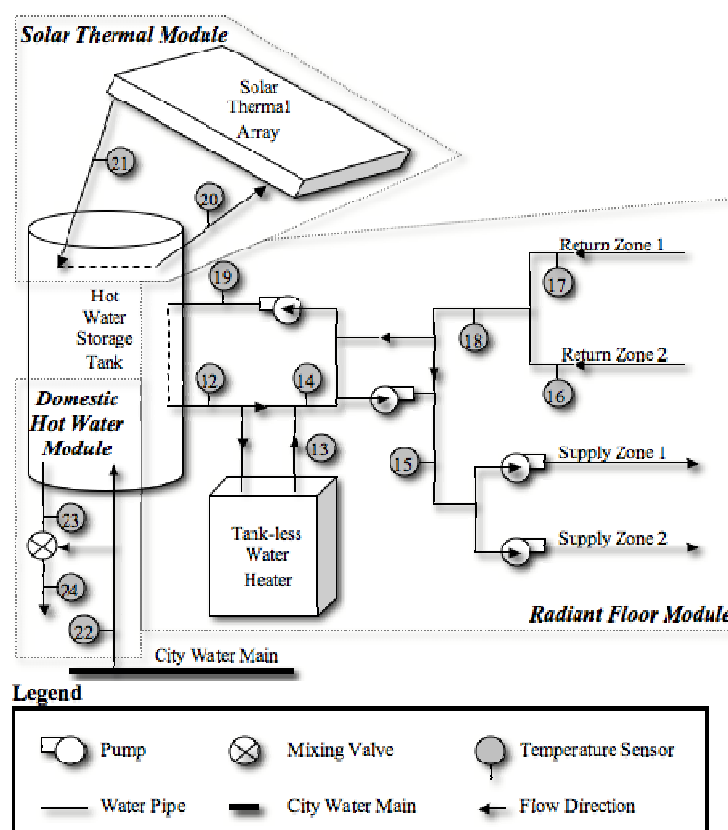 Solar Thermal Module
Solar
Thermal
Array
21
20
Return Zone 1
19
17
Hot
Water
Storage
Tank
18
Return Zone 2
12
14
16
Domestic
Hot Water
Module
13
15
Supply Zone 1
23
Tank-less
Water
Heater
Supply Zone 2
24
22
Radiant Floor Module
City Water Main
Legend
Pump
Mixing Valve
Temperature Sensor
Water Pipe
City Water Main
Flow Direction